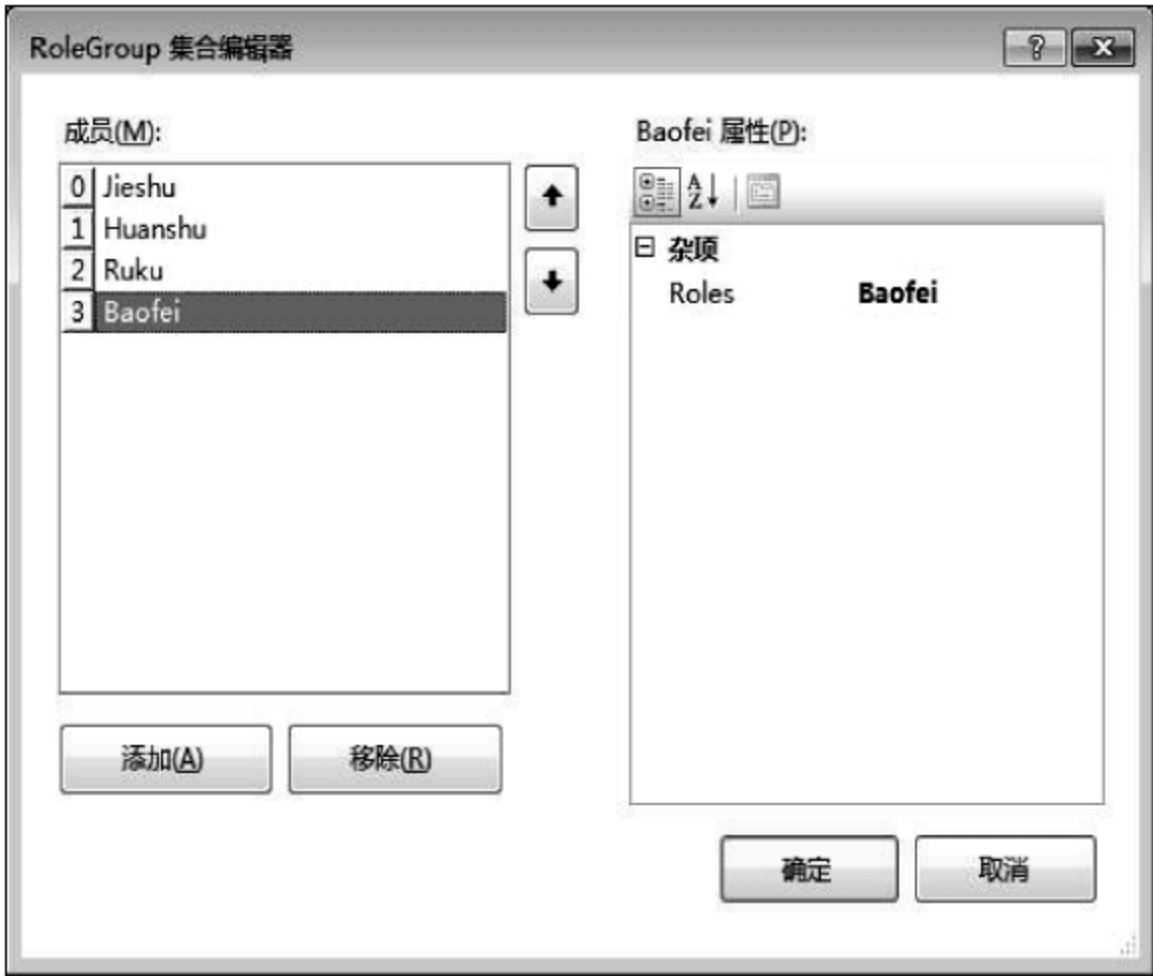 RoleGroup 集合编辑器
成员(M):
0 Jieshu
1 Huanshu
2 Ruku
3 Baofei
添加(A)
移除(R)
Baofei 属性(P):
杂项
Roles Baofei
确定
取消